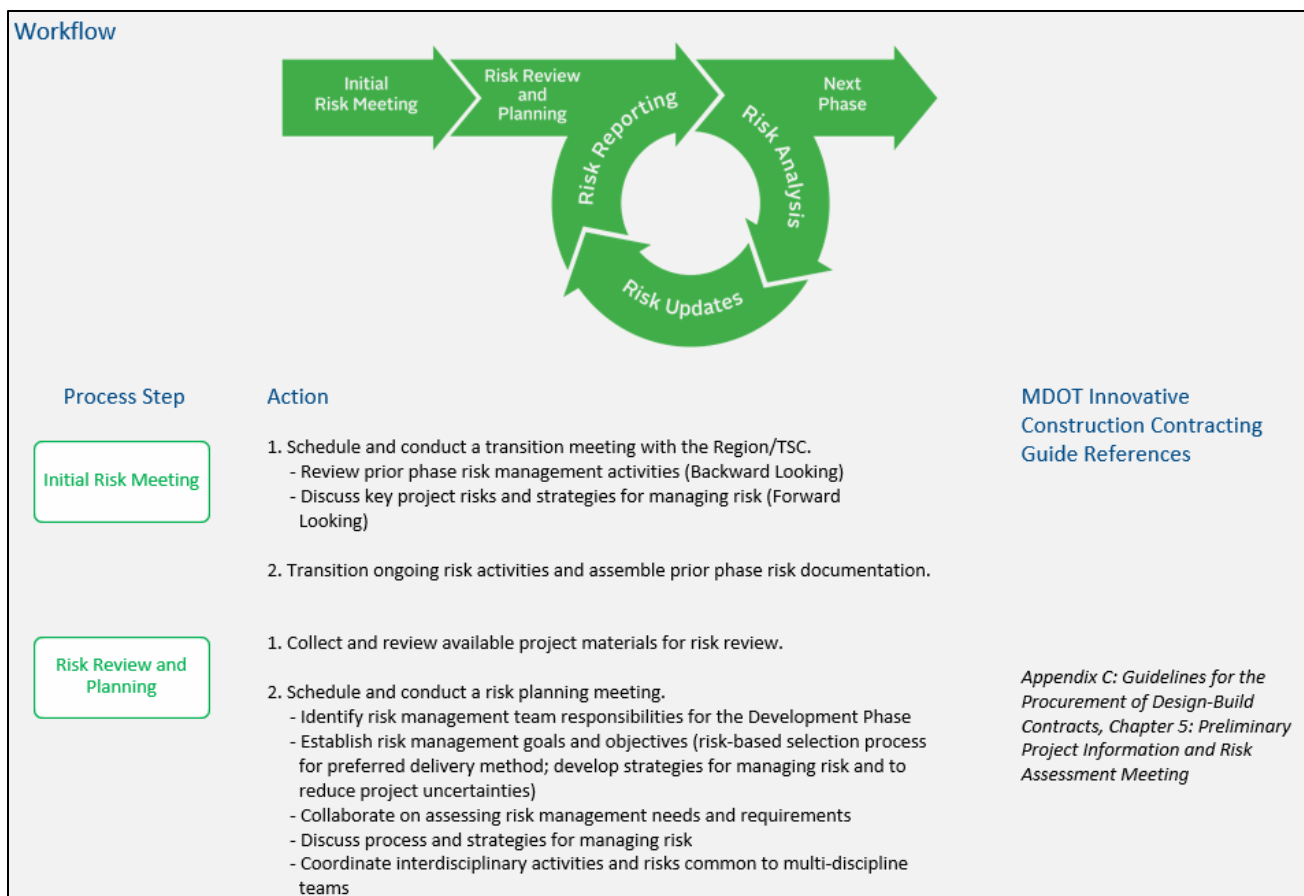 Workflow
Initial
Risk Meeting
Risk Review
and
Planning
Next
Phase
Risk Reporting
Risk Analysis
Risk Updates
Process Step
Action
MDOT Innovative
Construction Contracting
Guide References
Initial Risk Meeting
1. Schedule and conduct a transition meeting with the Region/TSC.
- Review prior phase risk management activities (Backward Looking)
- Discuss key project risks and strategies for managing risk (Forward
Looking)
2. Transition ongoing risk activities and assemble prior phase risk documentation.
Risk Review and
Planning
1. Collect and review available project materials for risk review.
2. Schedule and conduct a risk planning meeting.
- Identify risk management team responsibilities for the Development Phase
- Establish risk management goals and objectives (risk-based selection process
for preferred delivery method; develop strategies for managing risk and to
reduce project uncertainties)
- Collaborate on assessing risk management needs and requirements
- Discuss process and strategies for managing risk
- Coordinate interdisciplinary activities and risks common to multi-discipline
teams
Appendix C: Guidelines for the
Procurement of Design-Build
Contracts, Chapter 5: Preliminary
Project Information and Risk
Assessment Meeting